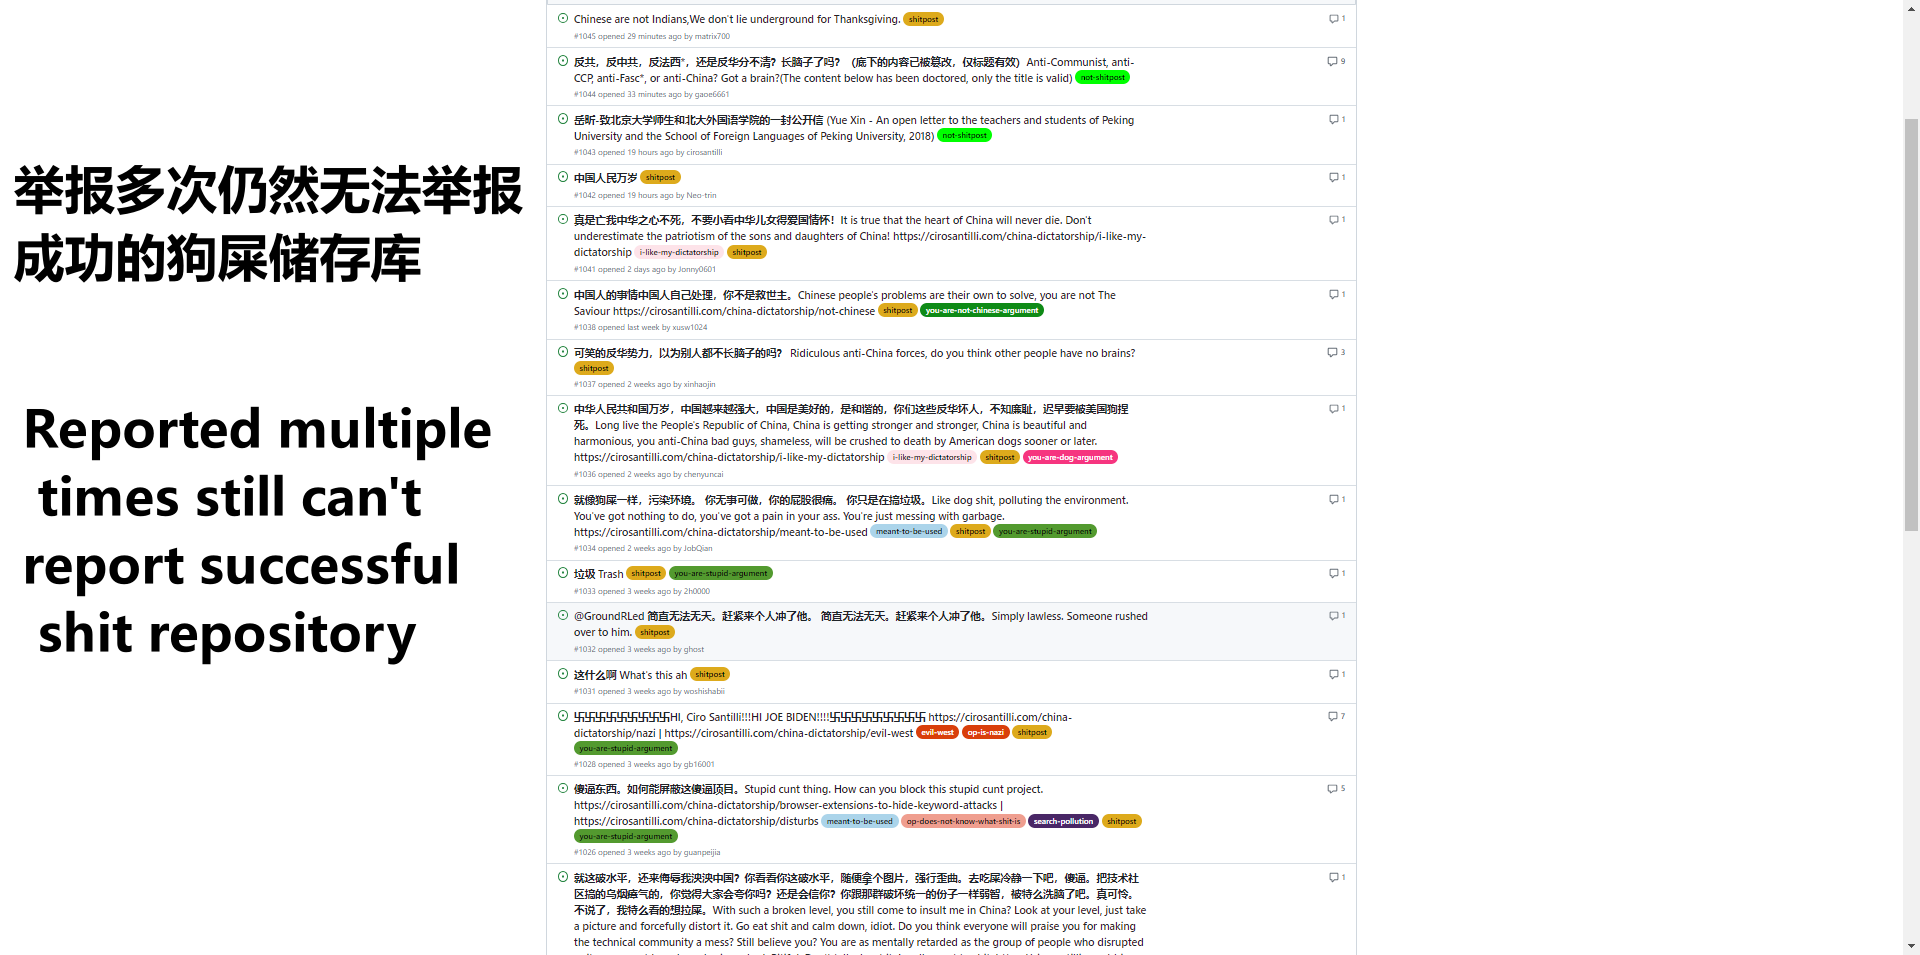 举报多次仍然无法举报
成功的狗屎储存库
Reported multiple
times still can't
report successful
shit repository
Chinese are not Indians,We don't lie underground for Thanksgiving. shitpost
1
#1045 opened 29 minutes ago by matrix700
反共，反中共，反法西*，还是反华分不清？长脑子了吗？ （底下的内容已被篡改，仅标题有效）Anti-Communist, anti-
CCP, anti-Fasc*, or anti-China? Got a brain?(The content below has been doctored, only the title is valid) not-shitpost
9
#1044 opened 33 minutes ago by gaoe6661
岳昕-致北京大学师生和北大外国语学院的一封公开信 (Yue Xin - An open letter to the teachers and students of Peking
University and the School of Foreign Languages of Peking University, 2018) not-shitpost
1
#1043 opened 19 hours ago by cirosantilli
中国人民万岁 shitpost
1
#1042 opened 19 hours ago by Neo-trin
真是亡我中华之心不死，不要小看中华儿女得爱国情怀！It is true that the heart of China will never die. Don't
underestimate the patriotism of the sons and daughters of China! https://cirosantilli.com/china-dictatorship/i-like-my-
dictatorship i-like-my-dictatorship shitpost
1
#1041 opened 2 days ago by Jonny0601
中国人的事情中国人自己处理，你不是救世主。Chinese people's problems are their own to solve, you are not The
Saviour https://cirosantilli.com/china-dictatorship/not-chinese shitpost you-are-not-chinese-argument
1
#1038 opened last week by xusw1024
可笑的反华势力，以为别人都不长脑子的吗？ Ridiculous anti-China forces, do you think other people have no brains?
shitpost
3
#1037 opened 2 weeks ago by xinhaojin
中华人民共和国万岁，中国越来越强大，中国是美好的，是和谐的，你们这些反华坏人，不知廉耻，迟早要被美国狗捏
死。Long live the People's Republic of China, China is getting stronger and stronger, China is beautiful and
harmonious, you anti-China bad guys, shameless, will be crushed to death by American dogs sooner or later.
https://cirosantilli.com/china-dictatorship/i-like-my-dictatorship i-like-my-dictatorship shitpost you-are-dog-argument
1
#1036 opened 2 weeks ago by chenyuncai
就像狗屎一样，污染环境。 你无事可做，你的屁股很痛。 你只是在搞垃圾。Like dog shit, polluting the environment.
You've got nothing to do, you've got a pain in your ass. You're just messing with garbage.
https://cirosantilli.com/china-dictatorship/meant-to-be-used meant-to-be-used shitpost you-are-stupid-argument
1
#1034 opened 2 weeks ago by JobQian
垃圾 Trash shitpost you-are-stupid-argument
1
#1033 opened 3 weeks ago by 2h0000
@GroundRLed 简直无法无天。赶紧来个人冲了他。 简直无法无天。赶紧来个人冲了他。Simply lawless. Someone rushed
over to him. shitpost
1
#1032 opened 3 weeks ago by ghost
这什么啊 What's this ah shitpost
1
#1031 opened 3 weeks ago by woshishabii
卐卐卐卐卐卐卐卐卐HI, Ciro Santilli!!!HI JOE BIDEN!!!!卐卐卐卐卐卐卐卐卐 https://cirosantilli.com/china-
dictatorship/nazi | https://cirosantilli.com/china-dictatorship/evil-west evil-west op-is-nazi shitpost
you-are-stupid-argument
7
#1028 opened 3 weeks ago by gb16001
傻逼东西。如何能屏蔽这傻逼项目。Stupid cunt thing. How can you block this stupid cunt project.
https://cirosantilli.com/china-dictatorship/browser-extensions-to-hide-keyword-attacks |
https://cirosantilli.com/china-dictatorship/disturbs meant-to-be-used op-does-not-know-what-shit-is search-pollution shitpost
you-are-stupid-argument
5
#1026 opened 3 weeks ago by guanpeijia
就这破水平，还来侮辱我泱泱中国？你看看你这破水平，随便拿个图片，强行歪曲。去吃屎冷静一下吧，傻逼。把技术社
区搞的乌烟瘴气的，你觉得大家会夸你吗？还是会信你？你跟那群破坏统一的份子一样弱智，被特么洗脑了吧。真可怜。
不说了，我特么看的想拉屎。With such a broken level, you still come to insult me in China? Look at your level, just take
a picture and forcefully distort it. Go eat shit and calm down, idiot. Do you think everyone will praise you for making
the technical community a mess? Still believe you? You are as mentally retarded as the group of people who disrupted
1